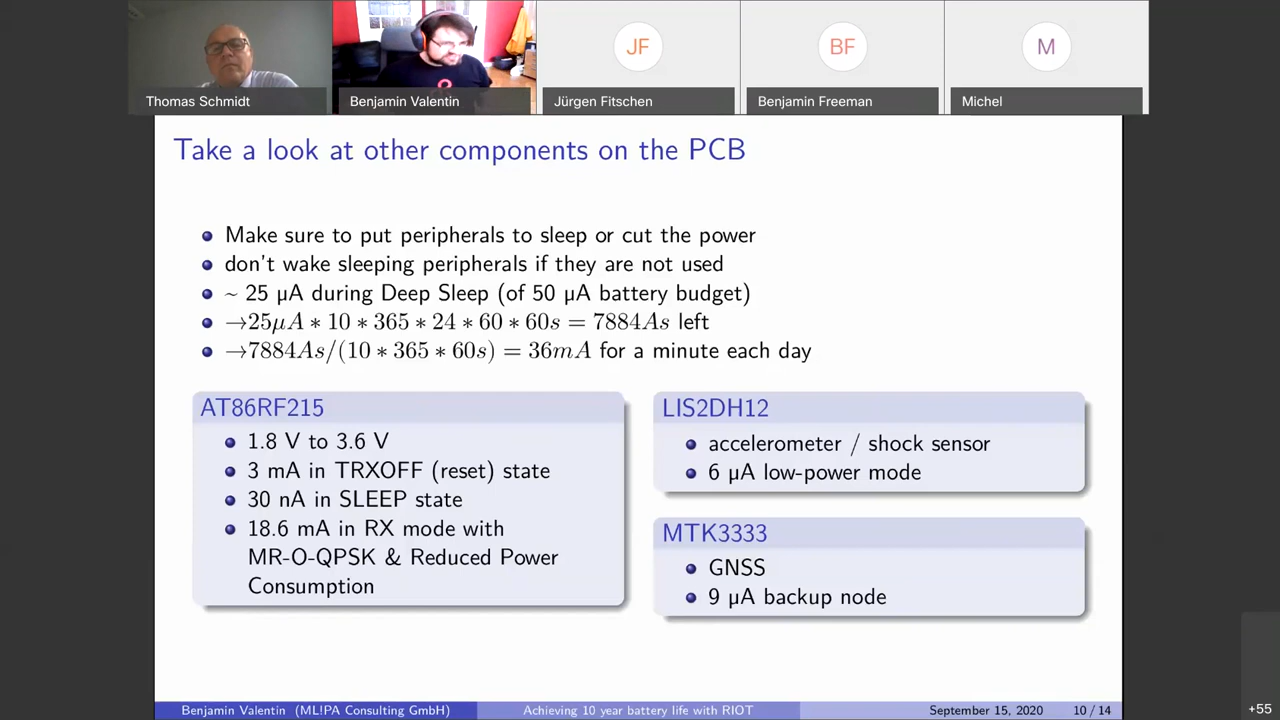 JF
BF
M
Thomas Schmidt
Benjamin Valentin
Jürgen Fitschen
Benjamin Freeman
Michel
Take a look at other components on the PCB
Make sure to put peripherals to sleep or cut the power
don't wake sleeping peripherals if they are not used
~ 25 µA during Deep Sleep (of 50 µA battery budget)
→25µA * 10 * 365 * 24 * 60 * 60s = 7884As left
→7884As/(10 * 365 * 60s) = 36mA for a minute each day
AT86RF215
1.8 V to 3.6 V
3 mA in TRXOFF (reset) state
30 nA in SLEEP state
18.6 mA in RX mode with
MR-O-QPSK & Reduced Power
Consumption
LIS2DH12
accelerometer / shock sensor
6 µA low-power mode
MTK3333
GNSS
9 µA backup node
Benjamin Valentin (ML!PA Consulting GmbH)
Achieving 10 year battery life with RIOT
September 15, 2020
10 / 14
+55